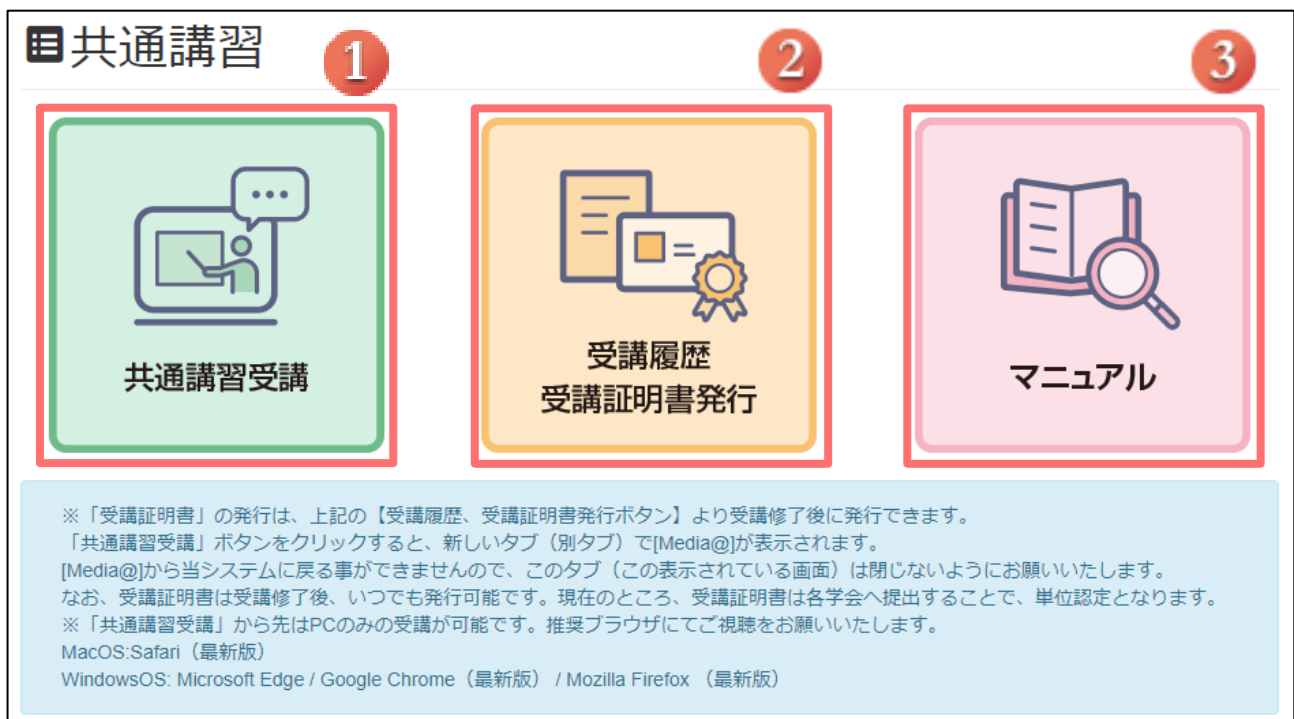 共通講習
1
2
3
共通講習受講
受講履歴
受講証明書発行
マニュアル
※「受講証明書」の発行は、上記の【受講履歴、受講証明書発行ボタン】より受講修了後に発行できます。
「共通講習受講」ボタンをクリックすると、新しいタブ（別タブ）で[Media@]が表示されます。
[Media@]から当システムに戻る事ができませんので、このタブ（この表示されている画面）は閉じないようにお願いいたします。
なお、受講証明書は受講修了後、いつでも発行可能です。現在のところ、受講証明書は各学会へ提出することで、単位認定となります。
※「共通講習受講」から先はPCのみの受講が可能です。推奨ブラウザにてご視聴をお願いいたします。
MacOS:Safari（最新版）
WindowsOS: Microsoft Edge / Google Chrome（最新版） / Mozilla Firefox （最新版）